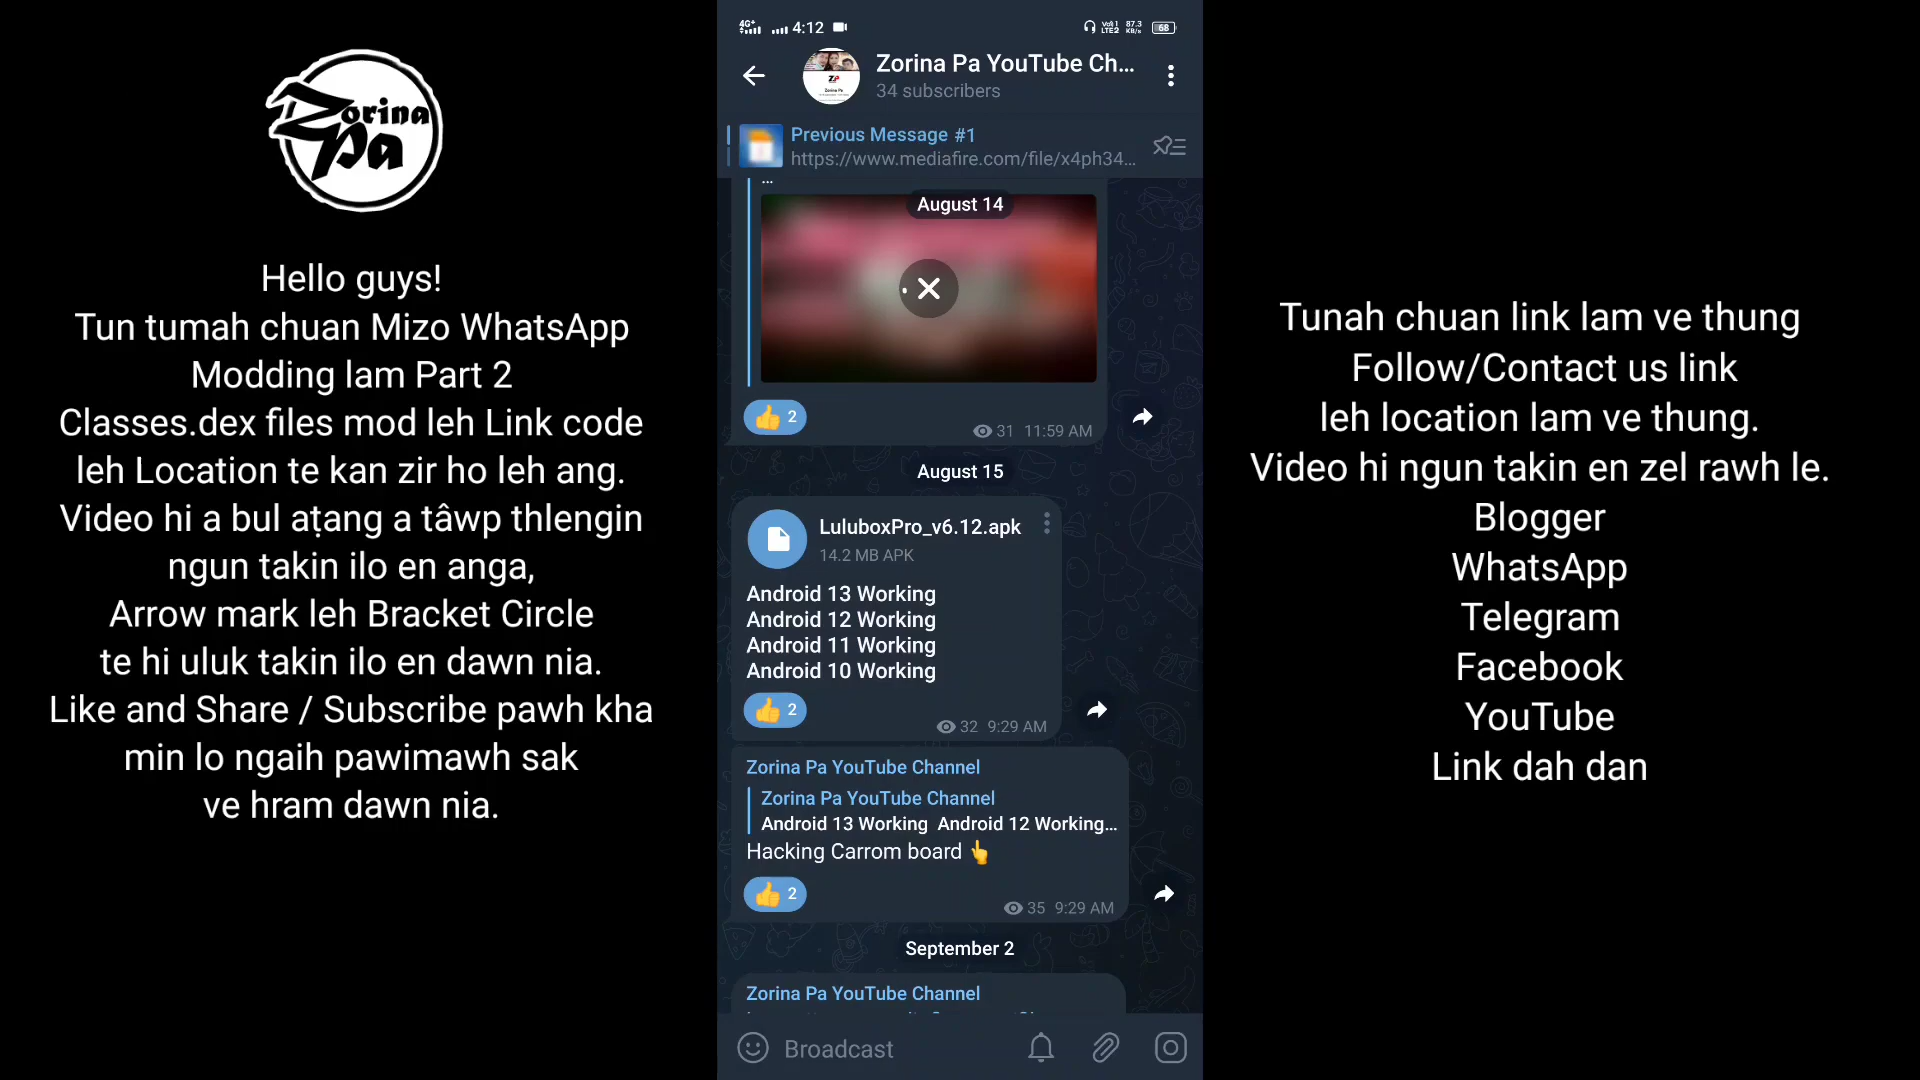 Zorina
Pa
Hello guys!
Tun tumah chuan Mizo WhatsApp
Modding lam Part 2
Classes.dex files mod leh Link code
leh Location te kan zir ho leh ang.
Video hi a bul aṭang a tâwp thlengin
ngun takin ilo en anga,
Arrow mark leh Bracket Circle
te hi uluk takin ilo en dawn nia.
Like and Share / Subscribe pawh kha
min lo ngaih pawimawh sak
ve hram dawn nia.
4G+ 4:12 Vo) 1 LTE2 87.3 KB/s 68
Zorina Pa YouTube Ch...
34 subscribers
Previous Message #1
https://www.mediafire.com/file/x4ph34...
...
August 14
👍 2
31 11:59 AM
August 15
LuluboxPro_v6.12.apk
14.2 MB APK
Android 13 Working
Android 12 Working
Android 11 Working
Android 10 Working
👍 2
32 9:29 AM
Zorina Pa YouTube Channel
Zorina Pa YouTube Channel
Android 13 Working Android 12 Working...
Hacking Carrom board 👆
👍 2
35 9:29 AM
September 2
Zorina Pa YouTube Channel
Broadcast
Tunah chuan link lam ve thung
Follow/Contact us link
leh location lam ve thung.
Video hi ngun takin en zel rawh le.
Blogger
WhatsApp
Telegram
Facebook
YouTube
Link dah dan